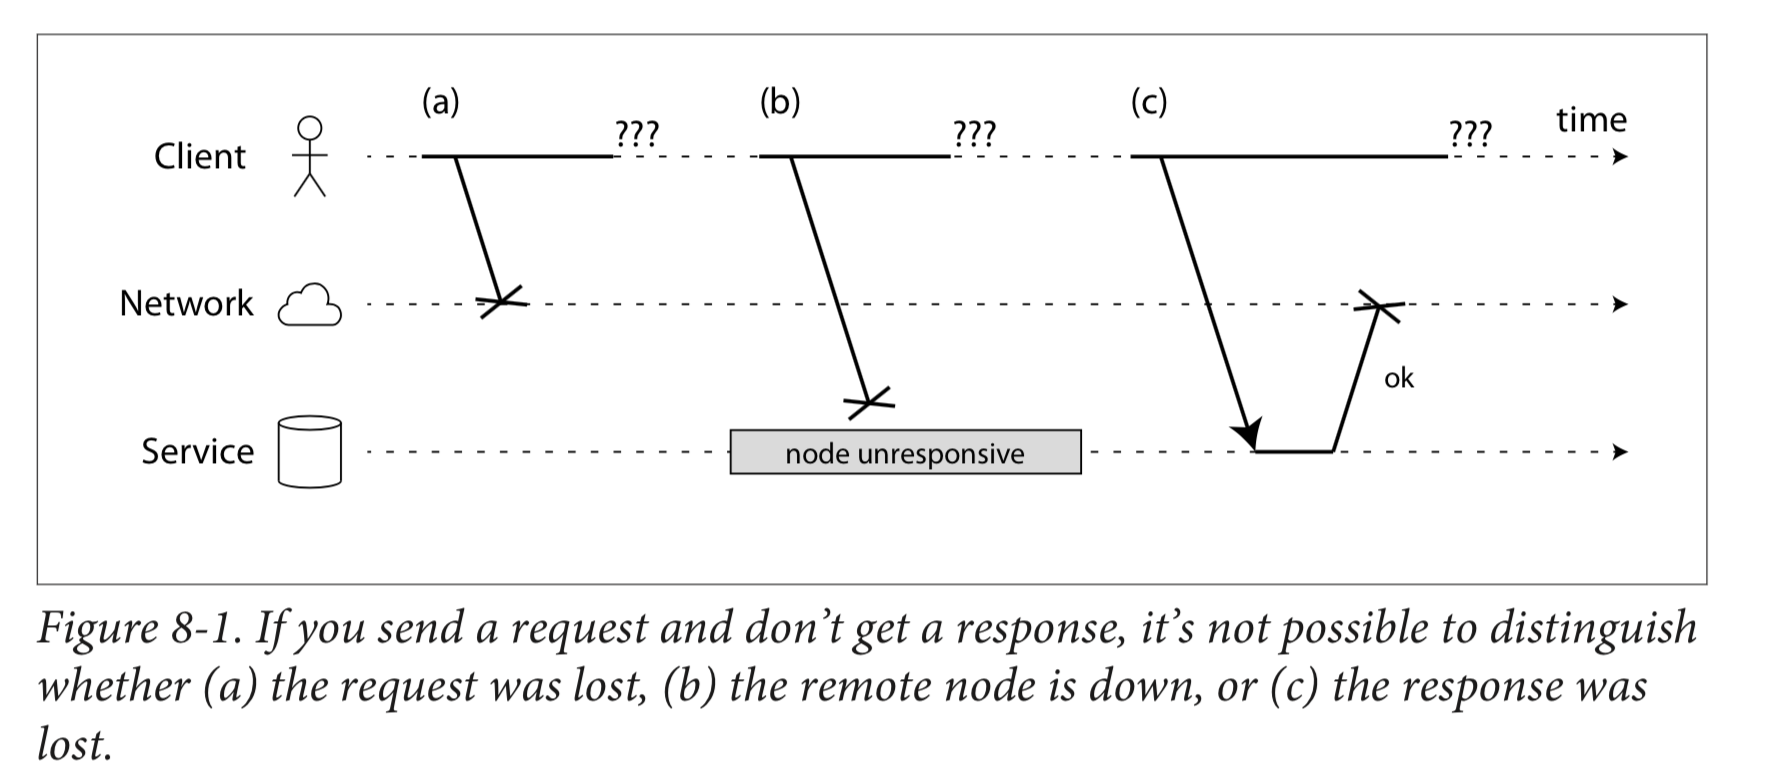 (a)
(b)
(c)
???
???
???
time
Client
Network
ok
Service
node unresponsive
Figure 8-1. If you send a request and don’t get a response, it’s not possible to distinguish
whether (a) the request was lost, (b) the remote node is down, or (c) the response was
lost.